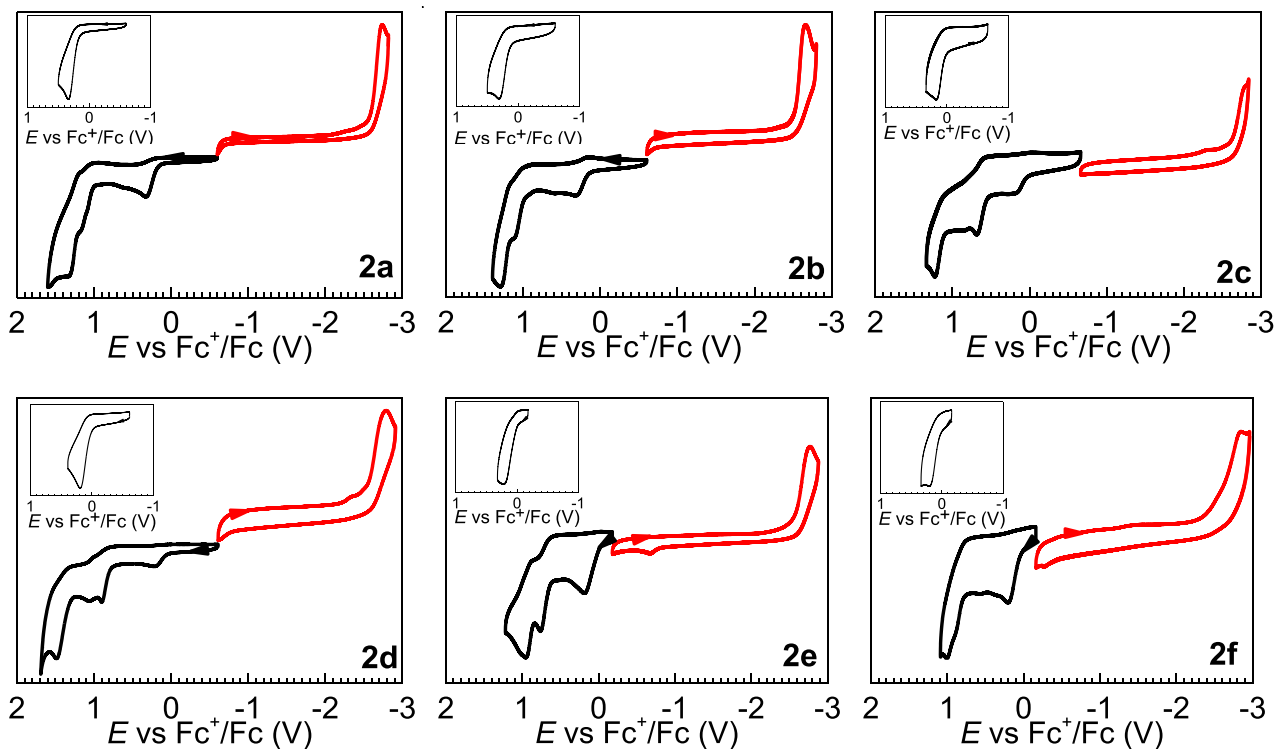 1 0 -1
E vs Fc⁺/Fc (V)
2a
2 1 0 -1 -2 -3
E vs Fc⁺/Fc (V)
1 0 -1
E vs Fc⁺/Fc (V)
2b
2 1 0 -1 -2 -3
E vs Fc⁺/Fc (V)
1 0 -1
E vs Fc⁺/Fc (V)
2c
2 1 0 -1 -2 -3
E vs Fc⁺/Fc (V)
1 0 -1
E vs Fc⁺/Fc (V)
2d
2 1 0 -1 -2 -3
E vs Fc⁺/Fc (V)
1 0 -1
E vs Fc⁺/Fc (V)
2e
2 1 0 -1 -2 -3
E vs Fc⁺/Fc (V)
1 0 -1
E vs Fc⁺/Fc (V)
2f
2 1 0 -1 -2 -3
E vs Fc⁺/Fc (V)